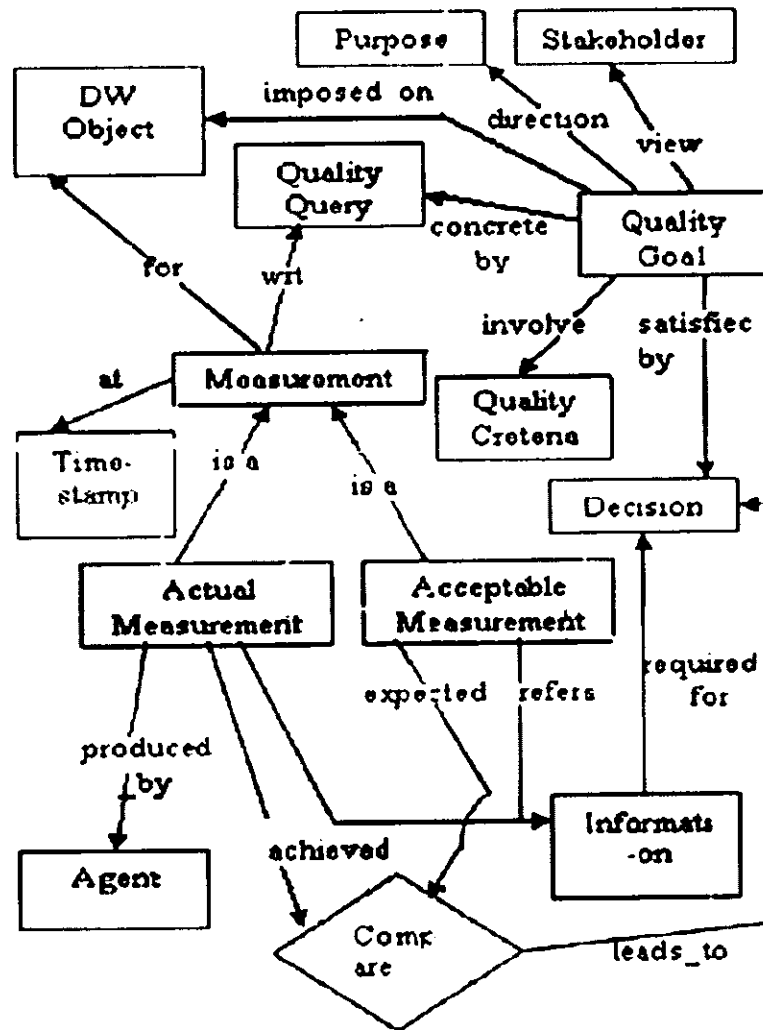 Purpose
Stakeholder
DW
Object
imposed on
direction
view
Quality
Query
concrete
by
Quality
Goal
for
wrt
involve
satisfiec
by
at
Measurement
Quality
Cretena
Time-
stamp
is a
is a
Decision
Actual
Measurement
Acceptable
Measurement
expected
refers
required
for
produced
by
Informats
-on
achieved
Agent
Comp
are
leads_to